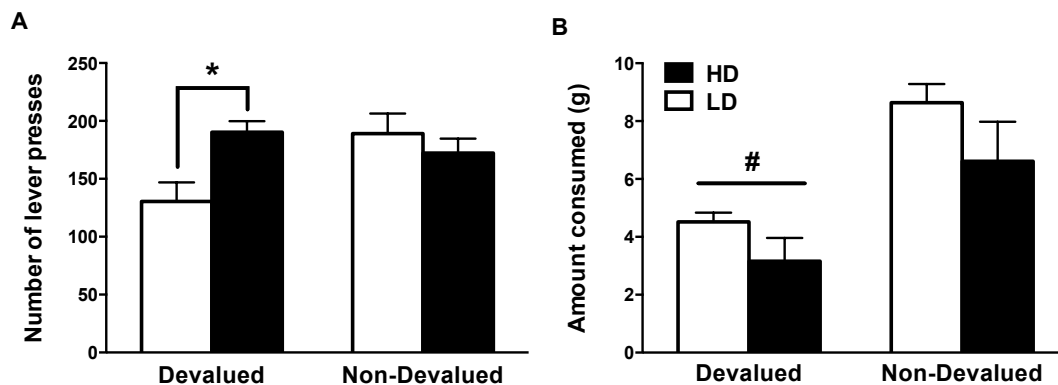 A
Number of lever presses
250
200
150
100
50
0
*
Devalued
Non-Devalued
B
Amount consumed (g)
10
8
6
4
2
0
HD
LD
#
Devalued
Non-Devalued